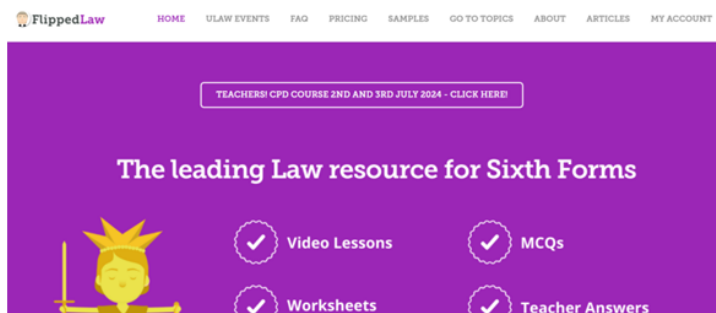 FlippedLaw HOME ULAW EVENTS FAQ PRICING SAMPLES GO TO TOPICS ABOUT ARTICLES MY ACCOUNT
TEACHERS! CPD COURSE 2ND AND 3RD JULY 2024 - CLICK HERE!
The leading Law resource for Sixth Forms
Video Lessons MCQs
Worksheets Teacher Answers